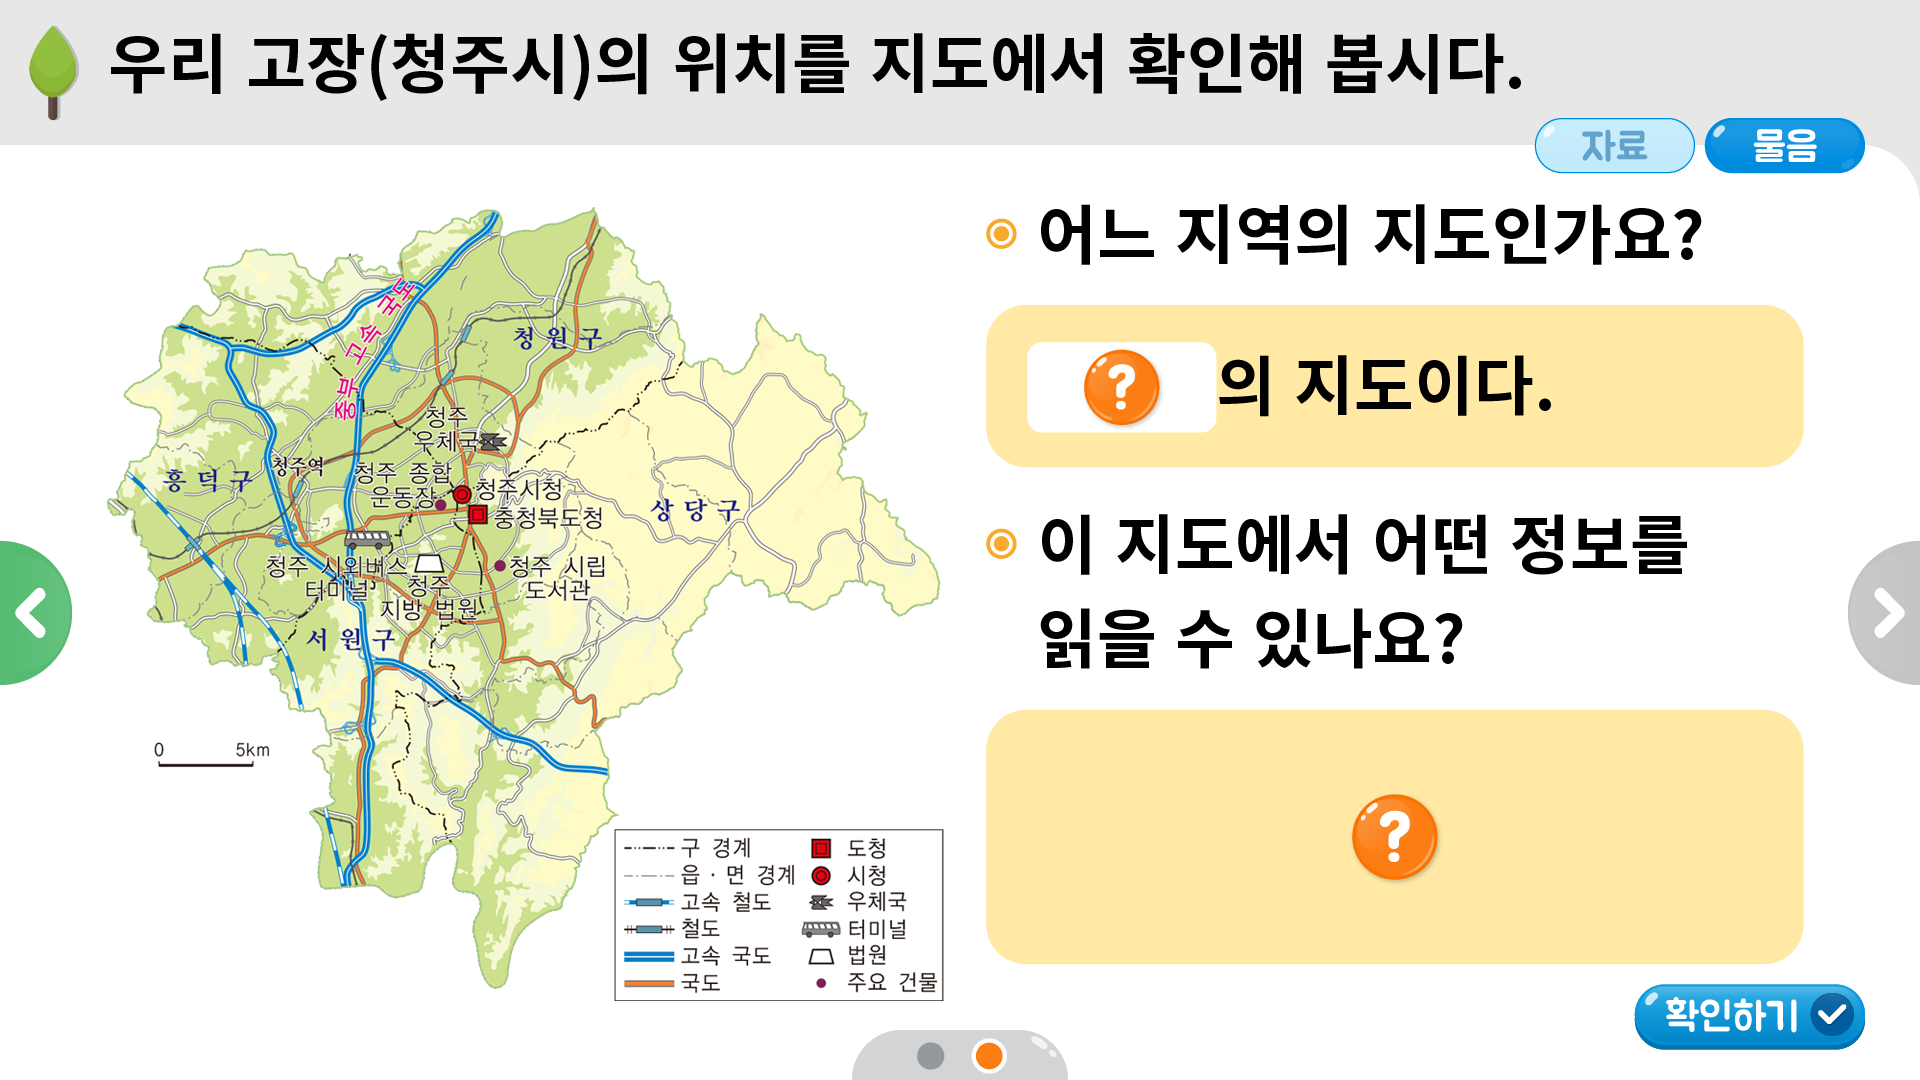 우리 고장(청주시)의 위치를 지도에서 확인해 봅시다.
자료
물음
어느 지역의 지도인가요?
?
의 지도이다.
이 지도에서 어떤 정보를
읽을 수 있나요?
?
확인하기
중부 고속 국도
청원구
청주
우체국
흥덕구
청주역
청주 종합
운동장
청주시청
충청북도청
상당구
청주 시외버스
터미널
청주
지방 법원
청주 시립
도서관
서원구
0 5km
구 경계
읍·면 경계
고속 철도
철도
고속 국도
국도
도청
시청
우체국
터미널
법원
주요 건물